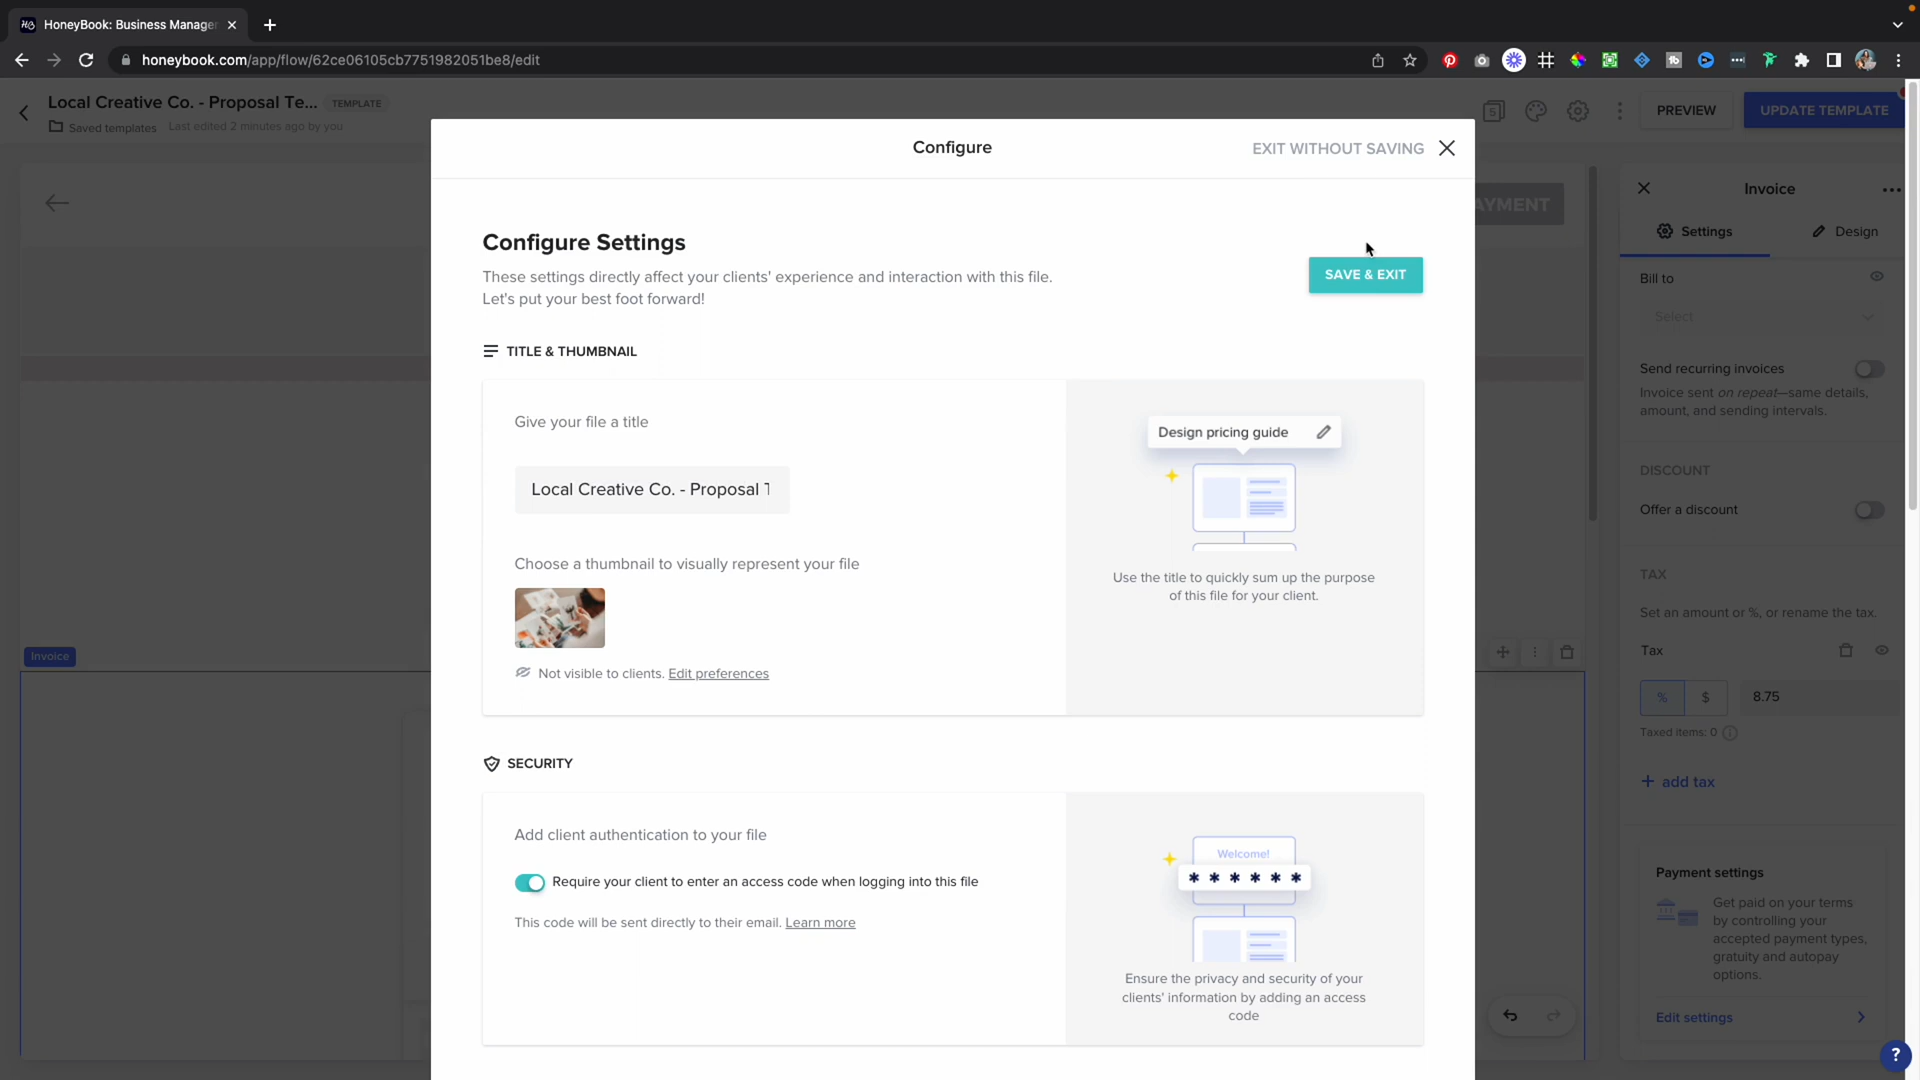 HoneyBook: Business Manager
honeybook.com/app/flow/62ce06105cb7751982051be8/edit
Local Creative Co. - Proposal Te...
TEMPLATE
Saved templates
Last edited 2 minutes ago by you
PREVIEW
UPDATE TEMPLATE
Configure
EXIT WITHOUT SAVING
Configure Settings
These settings directly affect your clients' experience and interaction with this file.
Let's put your best foot forward!
SAVE & EXIT
TITLE & THUMBNAIL
Give your file a title
Local Creative Co. - Proposal T
Choose a thumbnail to visually represent your file
Not visible to clients. Edit preferences
Design pricing guide
Use the title to quickly sum up the purpose
of this file for your client.
SECURITY
Add client authentication to your file
Require your client to enter an access code when logging into this file
This code will be sent directly to their email. Learn more
Welcome!
* * * * * *
Ensure the privacy and security of your
clients' information by adding an access
code
AYMENT
Invoice
Invoice
Settings
Design
Bill to
Select
Send recurring invoices
Invoice sent on repeat—same details,
amount, and sending intervals.
DISCOUNT
Offer a discount
TAX
Set an amount or %, or rename the tax.
Tax
%
$
8.75
Taxed items: 0
+ add tax
Payment settings
Get paid on your terms
by controlling your
accepted payment types,
gratuity and autopay
options.
Edit settings
?